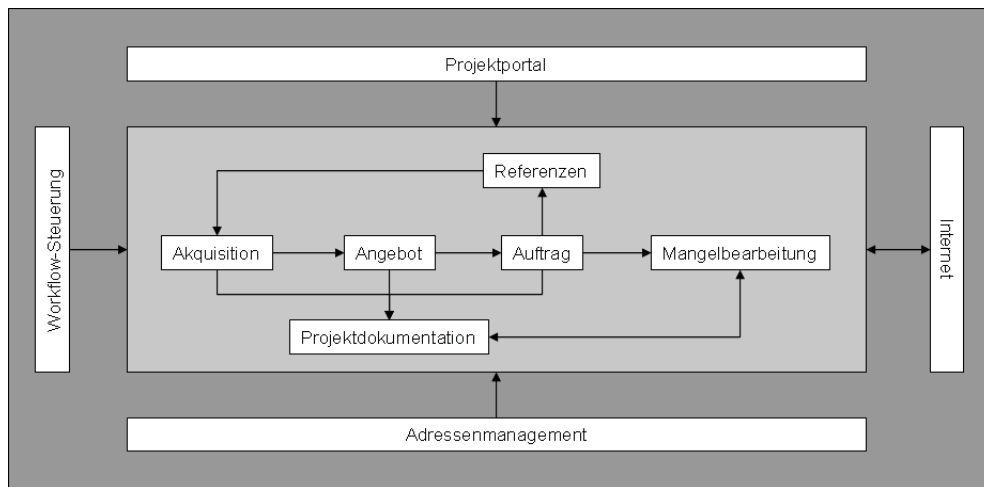 Projektportal
Workflow-Steuerung
Referenzen
Internet
Akquisition
Angebot
Auftrag
Mangelbearbeitung
Projektdokumentation
Adressenmanagement